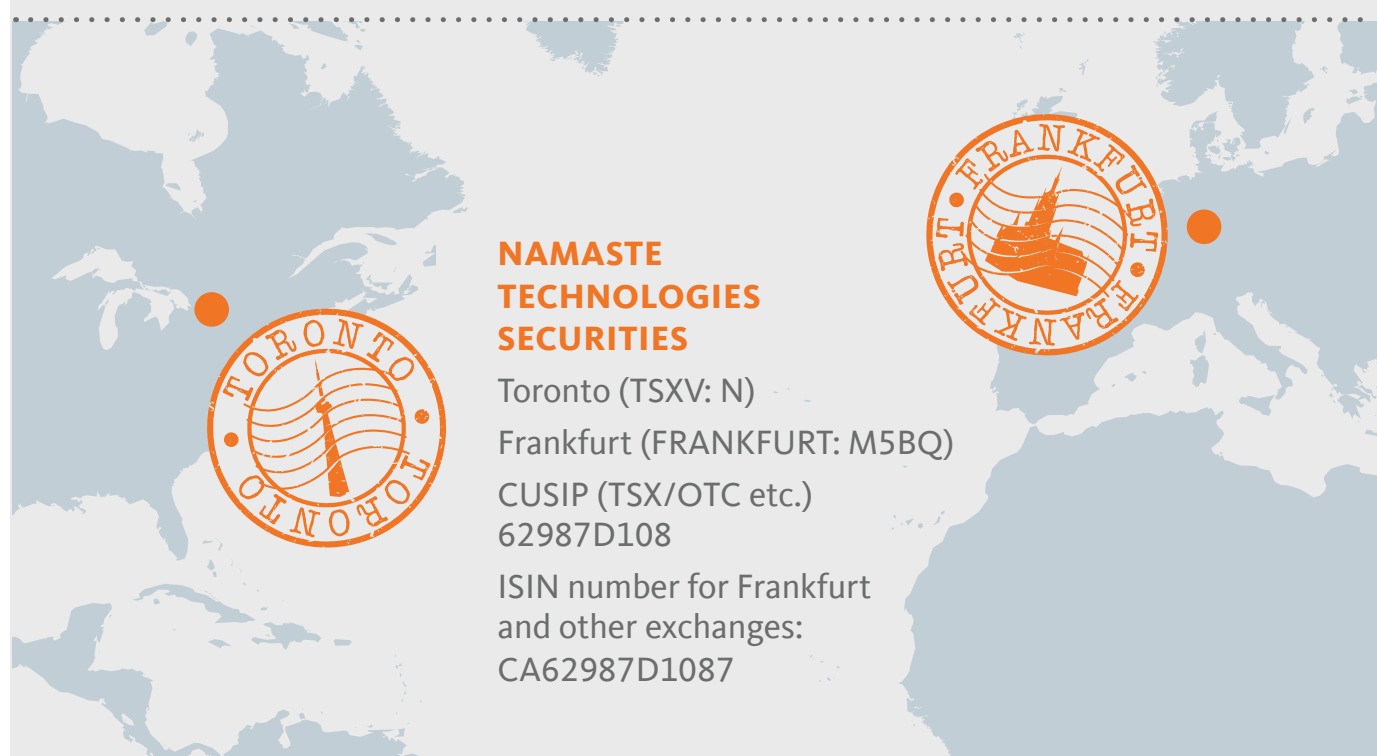 TORONTO
TORONTO
FRANKFURT
FRANKFURT
NAMASTE
TECHNOLOGIES
SECURITIES
Toronto (TSXV: N)
Frankfurt (FRANKFURT: M5BQ)
CUSIP (TSX/OTC etc.)
62987D108
ISIN number for Frankfurt
and other exchanges:
CA62987D1087